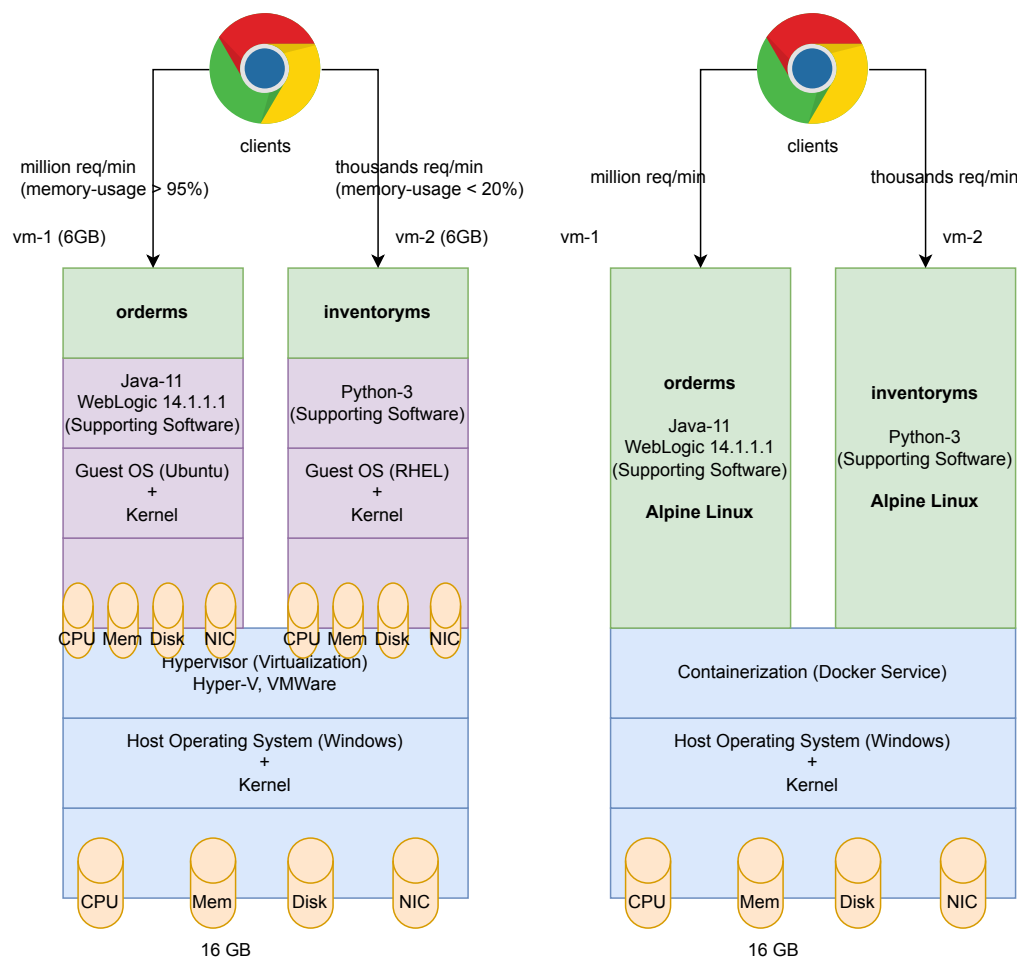 clients
million req/min
(memory-usage > 95%)
thousands req/min
(memory-usage < 20%)
vm-1 (6GB)
vm-2 (6GB)
orderms
Java-11
WebLogic 14.1.1.1
(Supporting Software)
Guest OS (Ubuntu)
+
Kernel
CPU
Mem
Disk
NIC
inventoryms
Python-3
(Supporting Software)
Guest OS (RHEL)
+
Kernel
CPU
Mem
Disk
NIC
Hypervisor (Virtualization)
Hyper-V, VMWare
Host Operating System (Windows)
+
Kernel
CPU
Mem
Disk
NIC
16 GB
clients
million req/min
thousands req/min
vm-1
vm-2
orderms
Java-11
WebLogic 14.1.1.1
(Supporting Software)
Alpine Linux
inventoryms
Python-3
(Supporting Software)
Alpine Linux
Containerization (Docker Service)
Host Operating System (Windows)
+
Kernel
CPU
Mem
Disk
NIC
16 GB